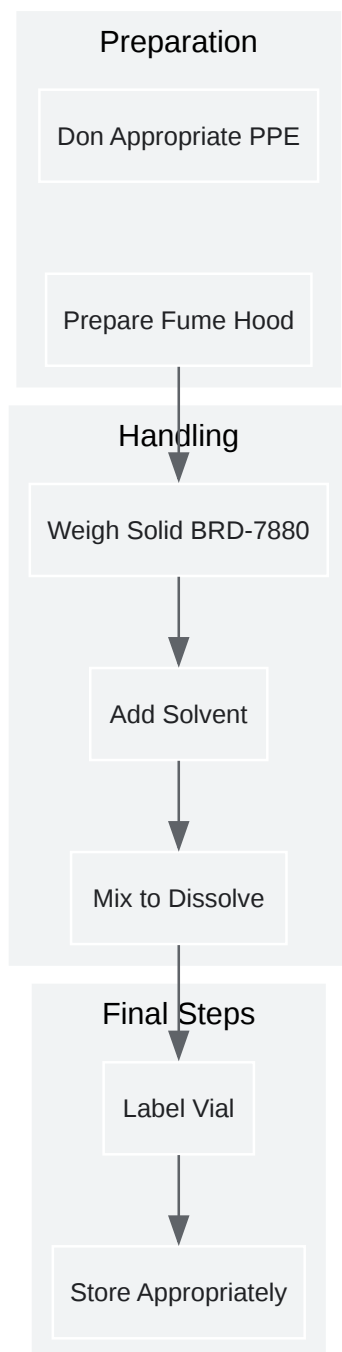 Preparation
Don Appropriate PPE
Prepare Fume Hood
Handling
Weigh Solid BRD-7880
Add Solvent
Mix to Dissolve
Final Steps
Label Vial
Store Appropriately